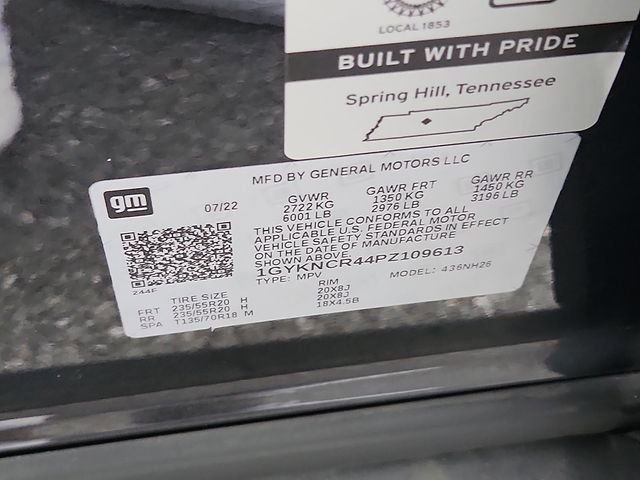 LOCAL 1853
BUILT WITH PRIDE
Spring Hill, Tennessee
MFD BY GENERAL MOTORS LLC
gm
07/22
GVWR GAWR FRT GAWR RR
2722 KG 1350 KG 1450 KG
6001 LB 2976 LB 3196 LB
THIS VEHICLE CONFORMS TO ALL
APPLICABLE U.S. FEDERAL MOTOR
VEHICLE SAFETY STANDARDS IN EFFECT
ON THE DATE OF MANUFACTURE
SHOWN ABOVE.
1GYKNCR44PZ109613
TYPE: MPV MODEL: 436NH26
244F
TIRE SIZE RIM
FRT 235/55R20 H 20X8J
RR 235/55R20 H 20X8J
SPA T135/70R18 M 18X4.5B